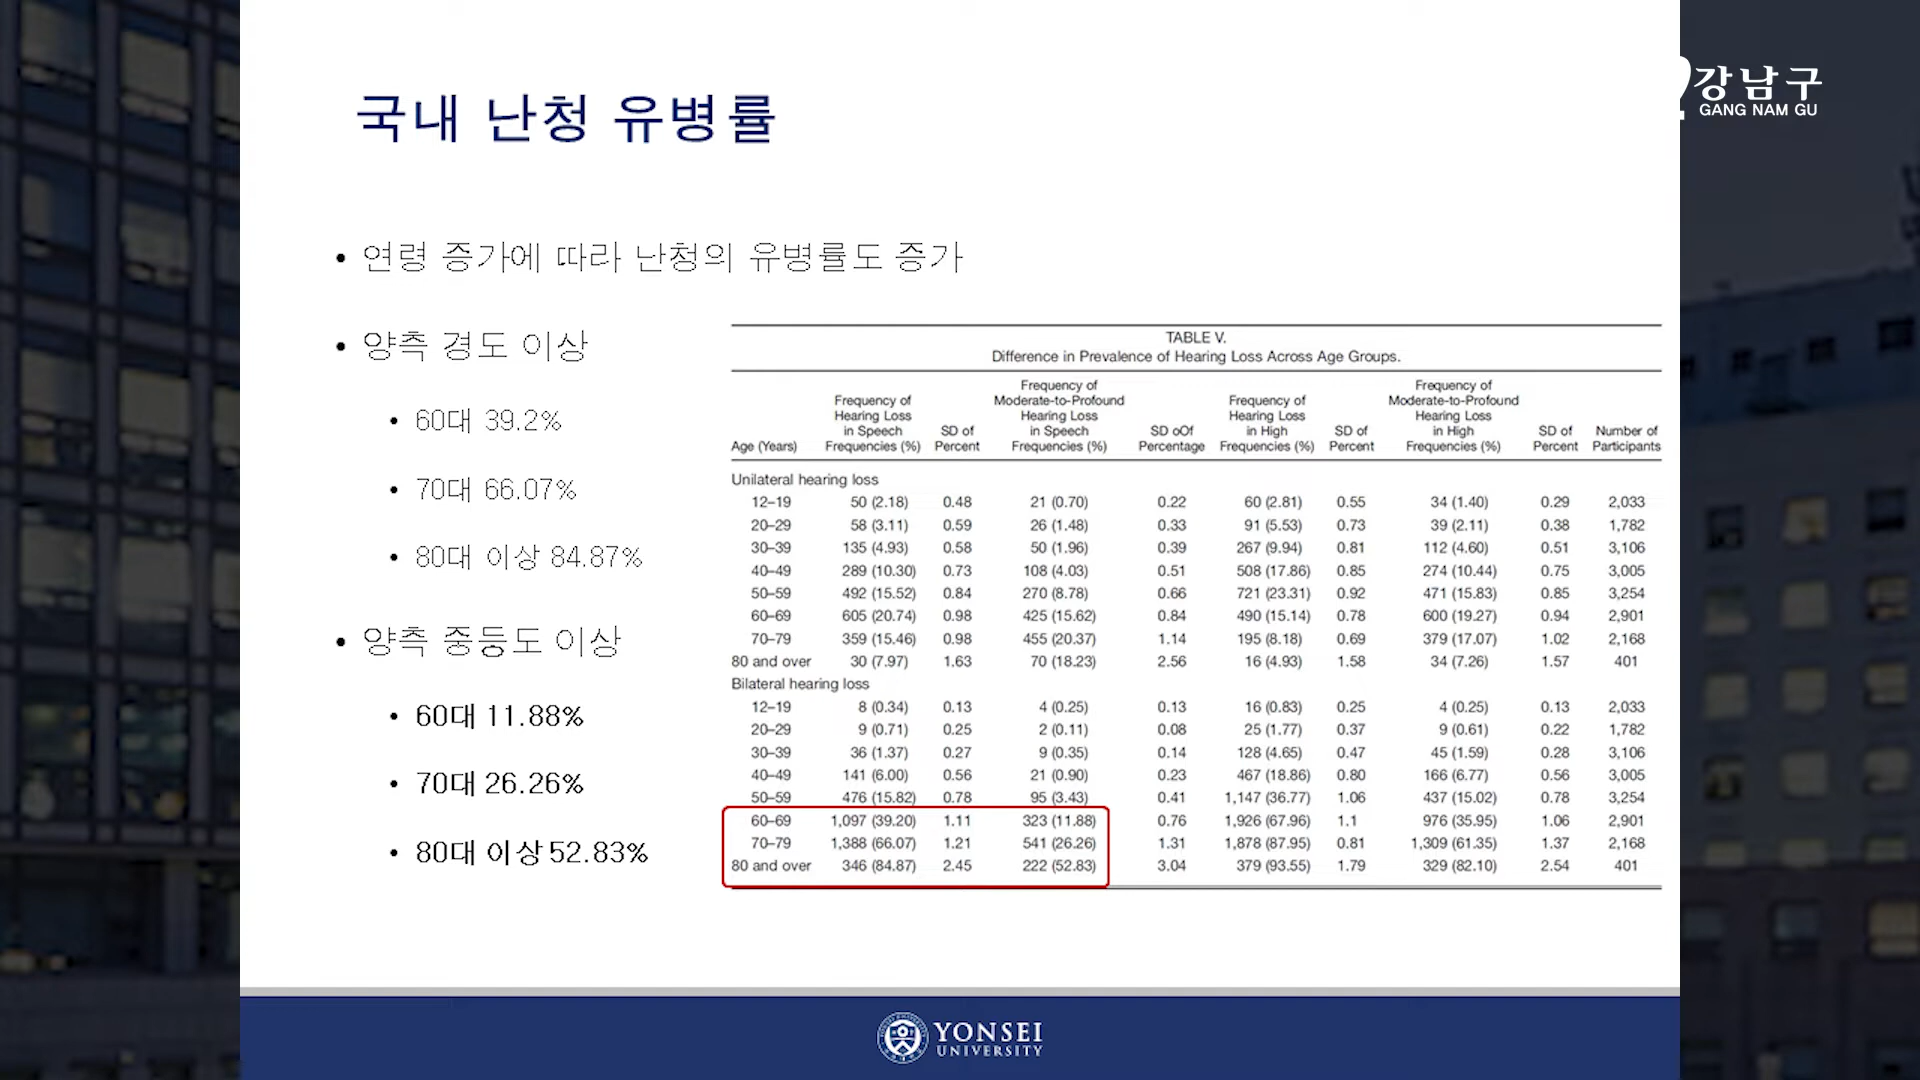 강남구
GANG NAM GU
국내 난청 유병률
• 연령 증가에 따라 난청의 유병률도 증가
• 양측 경도 이상
• 60대 39.2%
• 70대 66.07%
• 80대 이상 84.87%
• 양측 중등도 이상
• 60대 11.88%
• 70대 26.26%
• 80대 이상 52.83%
TABLE V.
Difference in Prevalence of Hearing Loss Across Age Groups.
Age (Years) Frequency of Hearing Loss in Speech Frequencies (%) SD of Percent Frequency of Moderate-to-Profound Hearing Loss in Speech Frequencies (%) SD oOf Percentage Frequency of Hearing Loss in High Frequencies (%) SD of Percent Frequency of Moderate-to-Profound Hearing Loss in High Frequencies (%) SD of Percent Number of Participants
Unilateral hearing loss
12–19 50 (2.18) 0.48 21 (0.70) 0.22 60 (2.81) 0.55 34 (1.40) 0.29 2,033
20–29 58 (3.11) 0.59 26 (1.48) 0.33 91 (5.53) 0.73 39 (2.11) 0.38 1,782
30–39 135 (4.93) 0.58 50 (1.96) 0.39 267 (9.94) 0.81 112 (4.60) 0.51 3,106
40–49 289 (10.30) 0.73 108 (4.03) 0.51 508 (17.86) 0.85 274 (10.44) 0.75 3,005
50–59 492 (15.52) 0.84 270 (8.78) 0.66 721 (23.31) 0.92 471 (15.83) 0.85 3,254
60–69 605 (20.74) 0.98 425 (15.62) 0.84 490 (15.14) 0.78 600 (19.27) 0.94 2,901
70–79 359 (15.46) 0.98 455 (20.37) 1.14 195 (8.18) 0.69 379 (17.07) 1.02 2,168
80 and over 30 (7.97) 1.63 70 (18.23) 2.56 16 (4.93) 1.58 34 (7.26) 1.57 401
Bilateral hearing loss
12–19 8 (0.34) 0.13 4 (0.25) 0.13 16 (0.83) 0.25 4 (0.25) 0.13 2,033
20–29 9 (0.71) 0.25 2 (0.11) 0.08 25 (1.77) 0.37 9 (0.61) 0.22 1,782
30–39 36 (1.37) 0.27 9 (0.35) 0.14 128 (4.65) 0.47 45 (1.59) 0.28 3,106
40–49 141 (6.00) 0.56 21 (0.90) 0.23 467 (18.86) 0.80 166 (6.77) 0.56 3,005
50–59 476 (15.82) 0.78 95 (3.43) 0.41 1,147 (36.77) 1.06 437 (15.02) 0.78 3,254
60–69 1,097 (39.20) 1.11 323 (11.88) 0.76 1,926 (67.96) 1.1 976 (35.95) 1.06 2,901
70–79 1,388 (66.07) 1.21 541 (26.26) 1.31 1,878 (87.95) 0.81 1,309 (61.35) 1.37 2,168
80 and over 346 (84.87) 2.45 222 (52.83) 3.04 379 (93.55) 1.79 329 (82.10) 2.54 401
YONSEI
UNIVERSITY